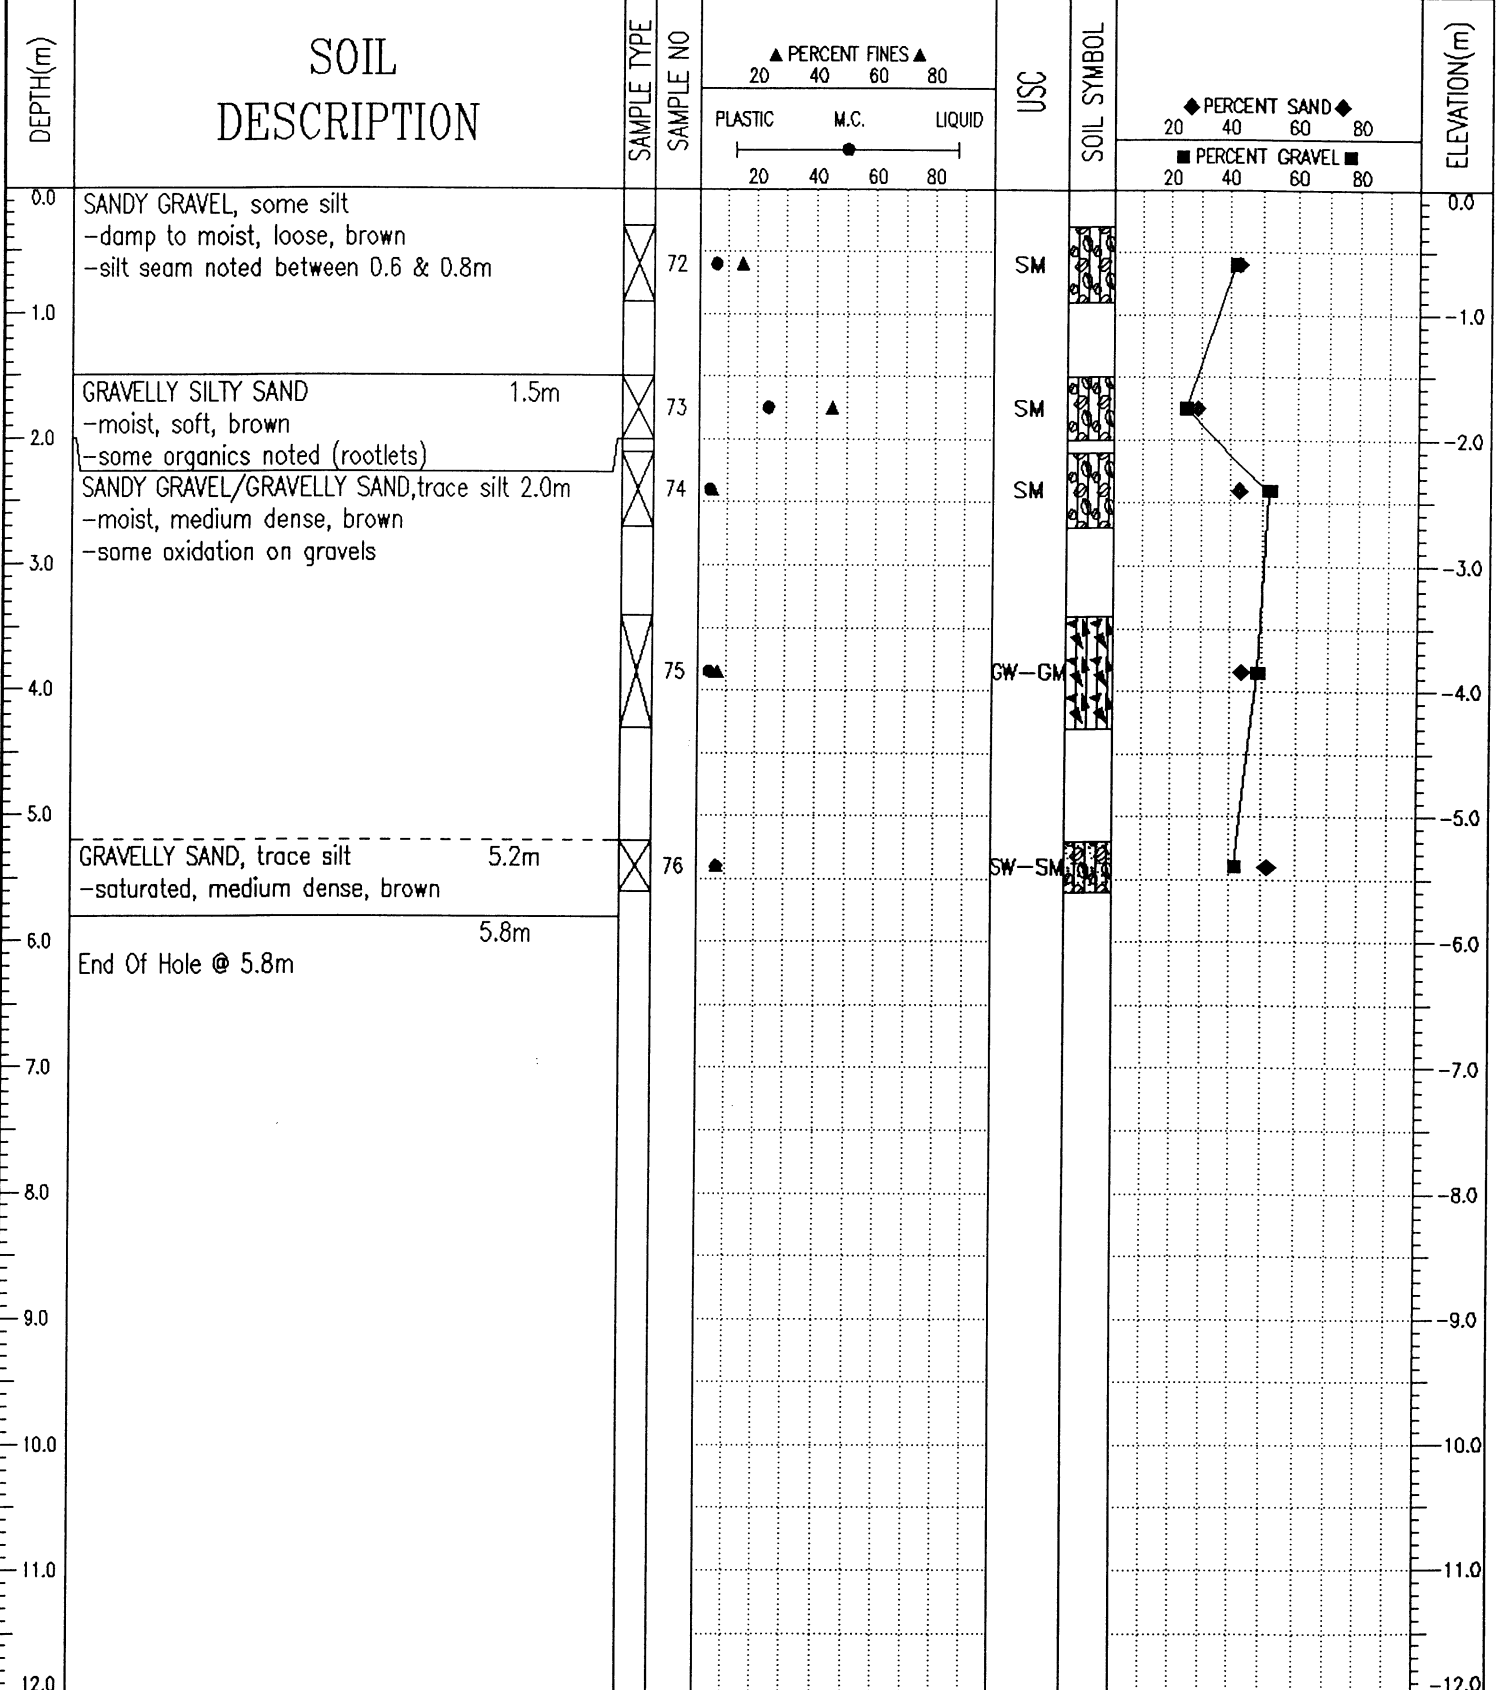 DEPTH(m)
SOIL
DESCRIPTION
SAMPLE TYPE
SAMPLE NO
▲ PERCENT FINES ▲
20 40 60 80
PLASTIC M.C. LIQUID
20 40 60 80
USC
SOIL SYMBOL
◆ PERCENT SAND ◆
20 40 60 80
■ PERCENT GRAVEL ■
20 40 60 80
ELEVATION(m)
0.0
SANDY GRAVEL, some silt
0.0
-damp to moist, loose, brown
-silt seam noted between 0.6 & 0.8m
72
SM
1.0
-1.0
GRAVELLY SILTY SAND 1.5m
73
SM
-moist, soft, brown
2.0
-2.0
-some organics noted (rootlets)
SANDY GRAVEL/GRAVELLY SAND,trace silt 2.0m
74
SM
-moist, medium dense, brown
-some oxidation on gravels
3.0
-3.0
75
GW-GM
4.0
-4.0
5.0
-5.0
GRAVELLY SAND, trace silt 5.2m
76
SW-SM
-saturated, medium dense, brown
5.8m
6.0
-6.0
End Of Hole @ 5.8m
7.0
-7.0
8.0
-8.0
9.0
-9.0
10.0
-10.0
11.0
-11.0
12.0
-12.0